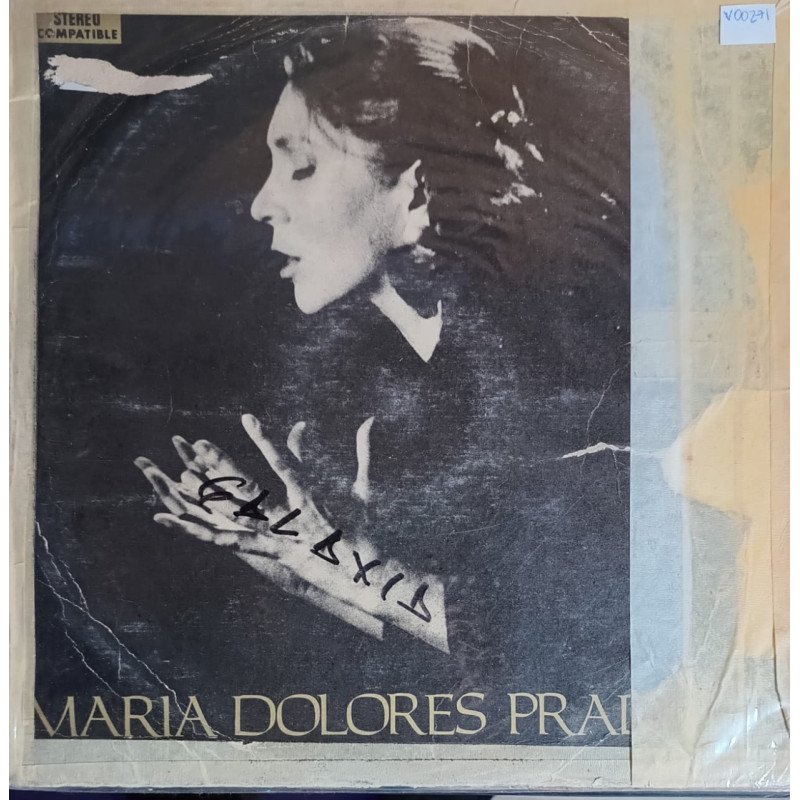 STEREO
COMPATIBLE
V00271
GALAXIA
MARIA DOLORES PRAD